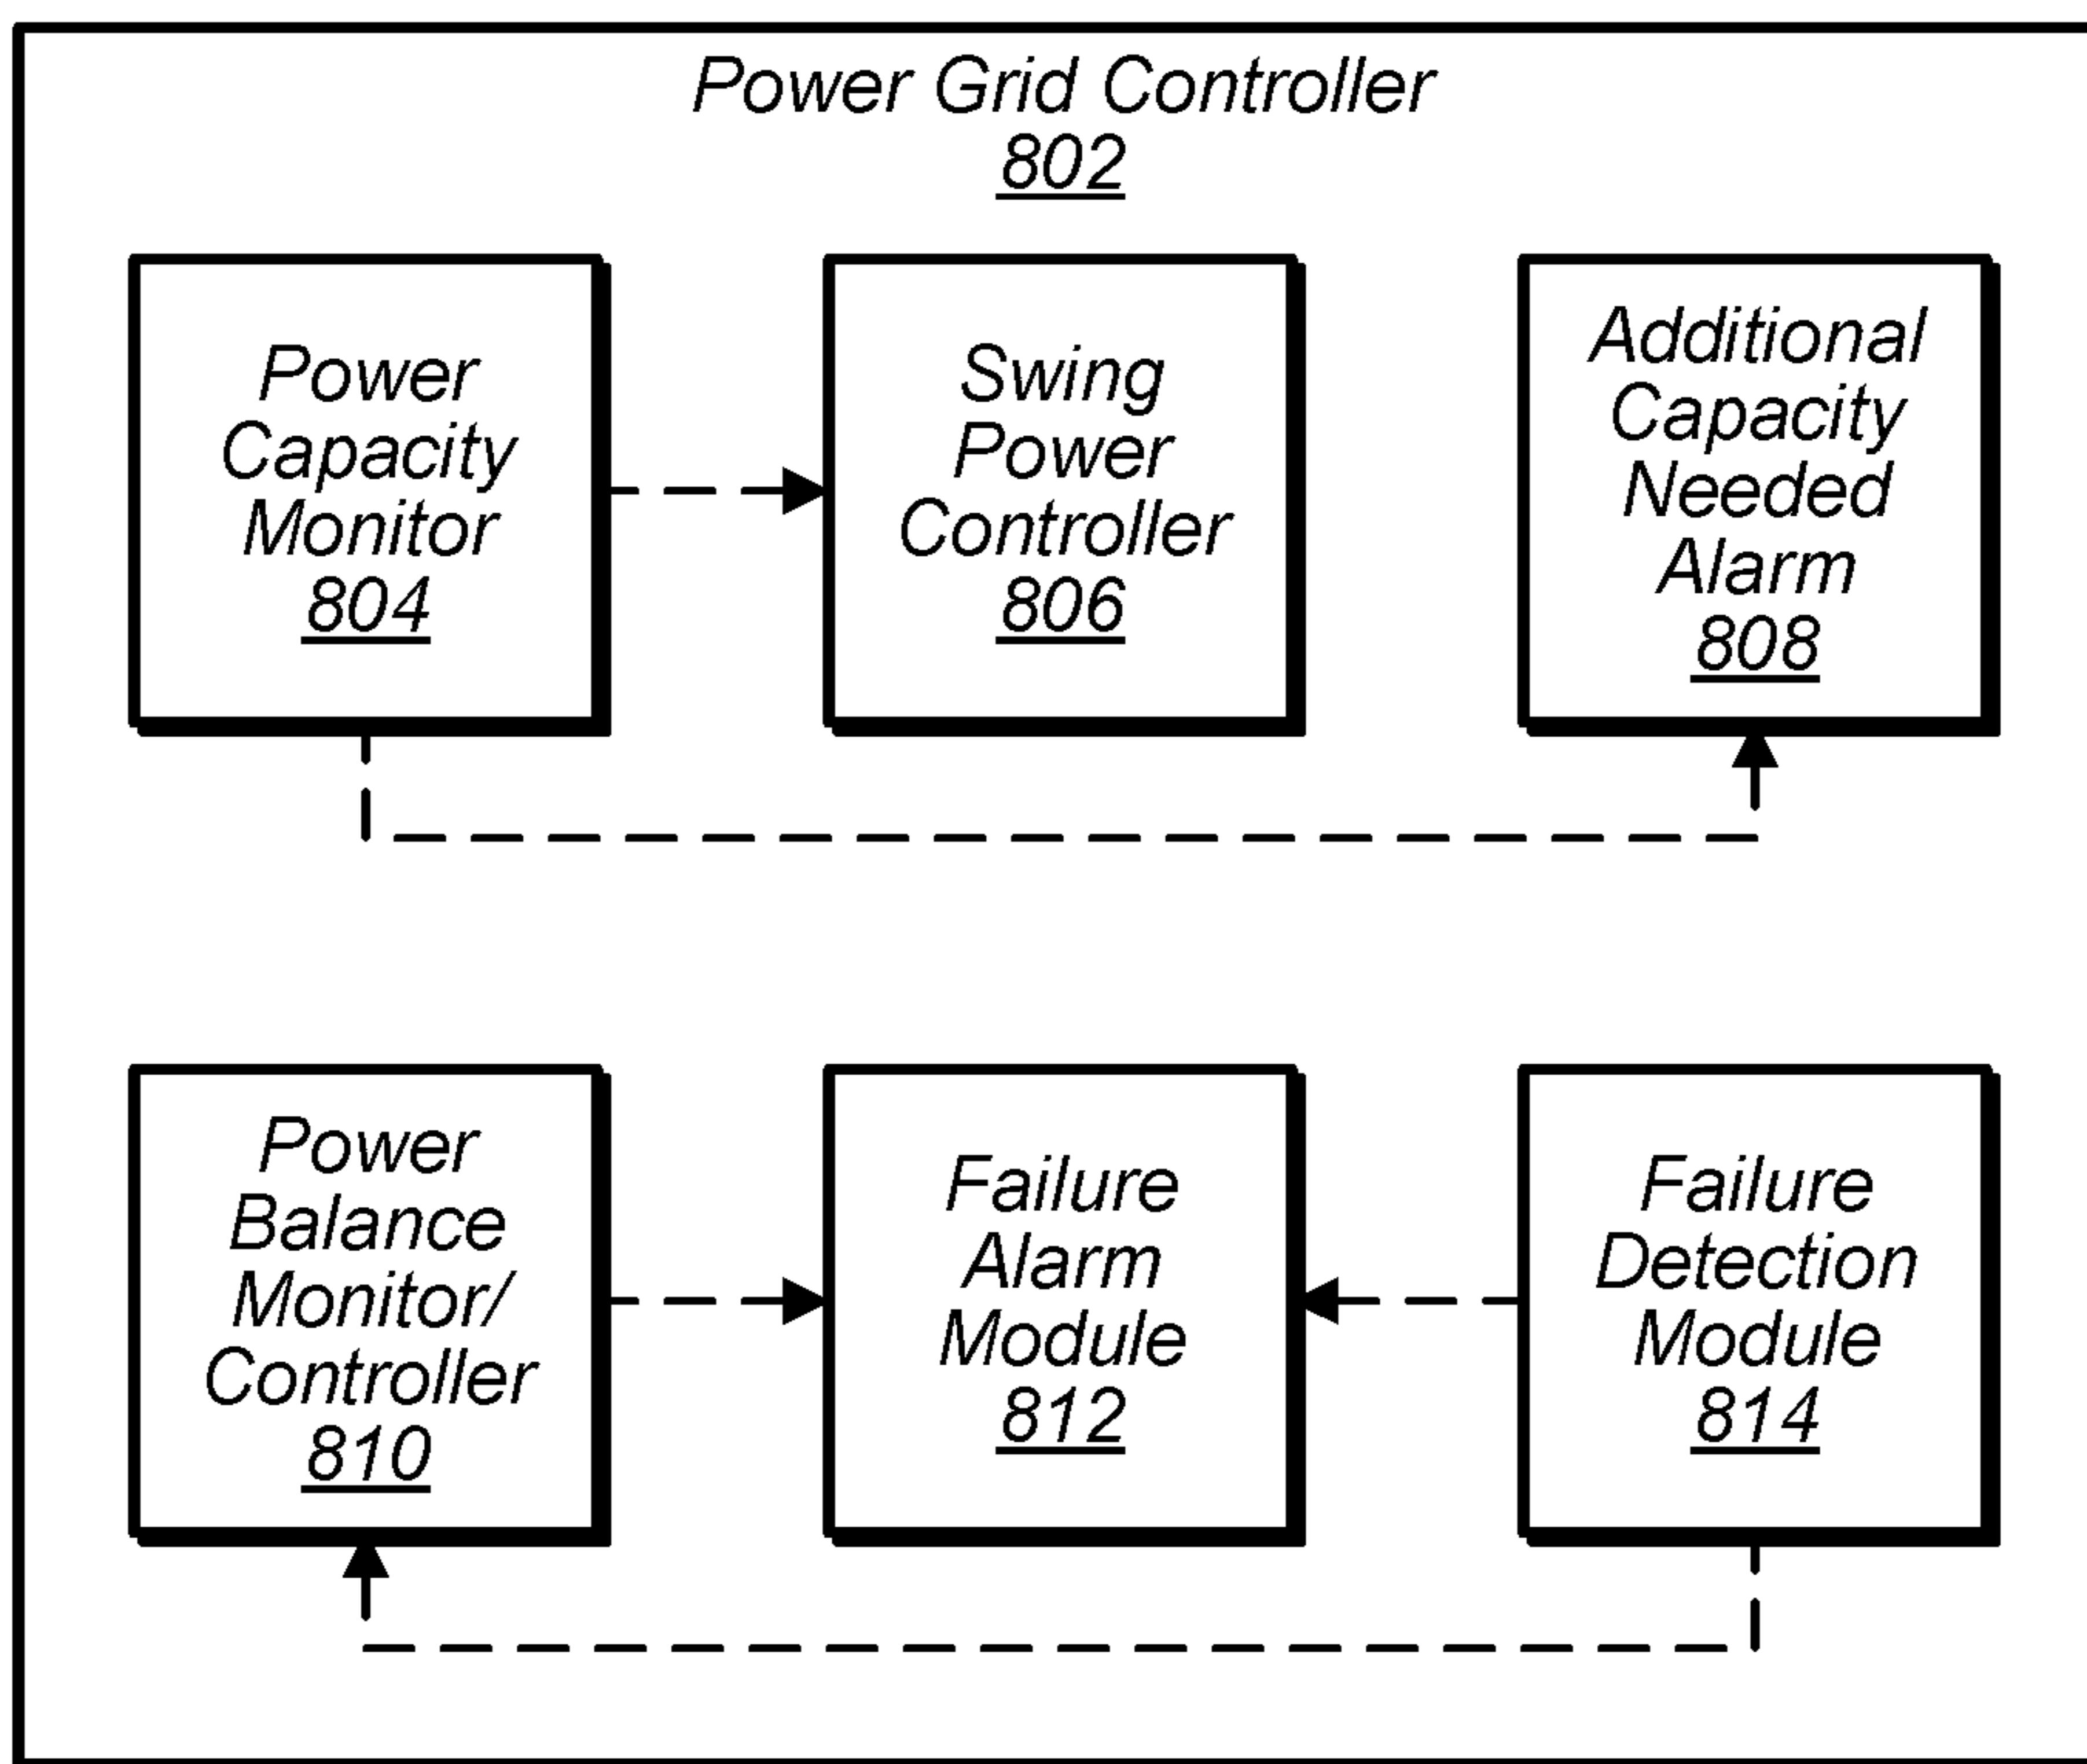 Power Grid Controller
802
Power
Capacity
Monitor
804
Swing
Power
Controller
806
Additional
Capacity
Needed
Alarm
808
Power
Balance
Monitor/
Controller
810
Failure
Alarm
Module
812
Failure
Detection
Module
814